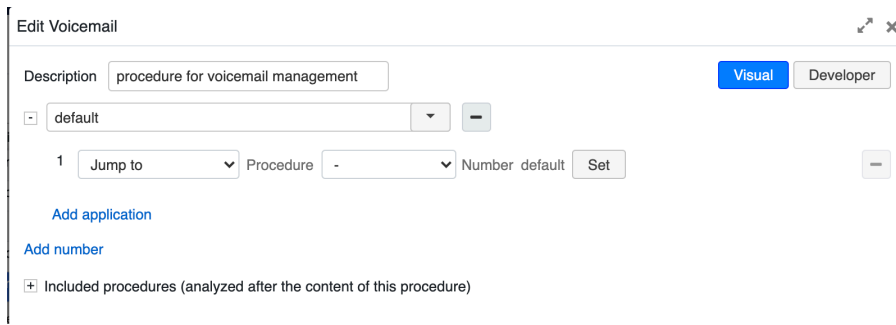 Edit Voicemail
Description procedure for voicemail management Visual Developer
- default
1 Jump to Procedure - Number default Set
Add application
Add number
+ Included procedures (analyzed after the content of this procedure)